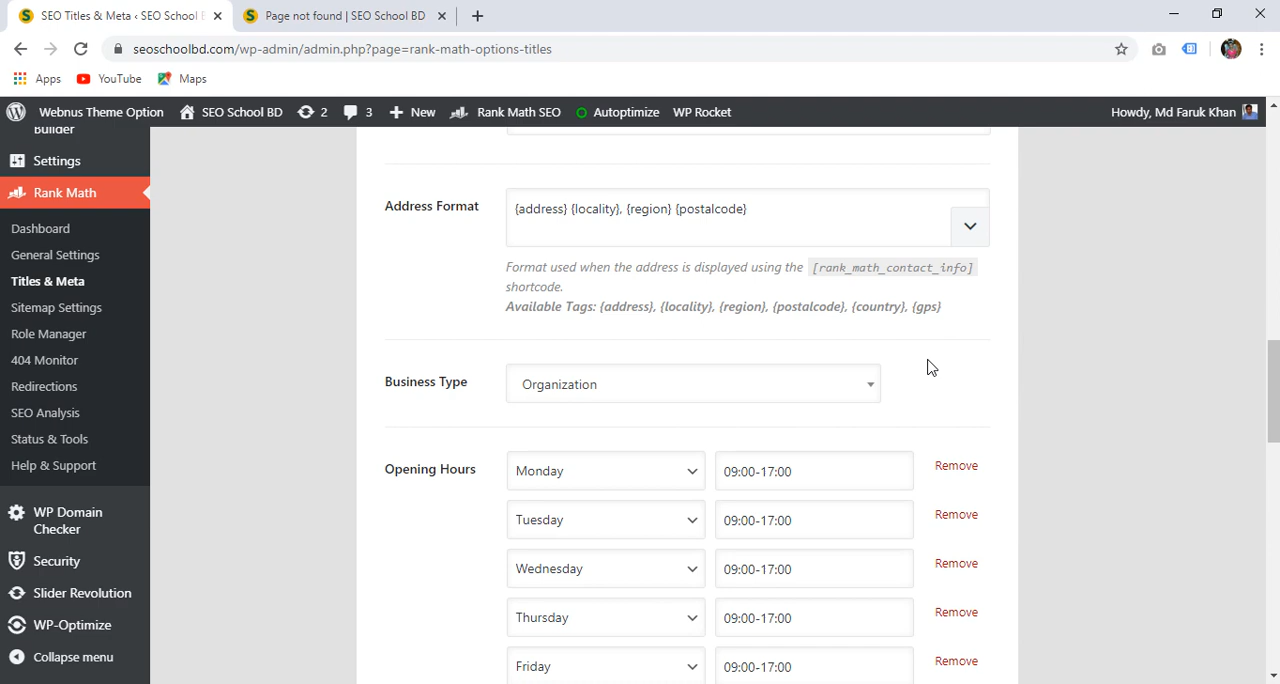 SEO Titles & Meta ‹ SEO School B
Page not found | SEO School BD
seoschoolbd.com/wp-admin/admin.php?page=rank-math-options-titles
Apps YouTube Maps
Webnus Theme Option SEO School BD 2 3 New Rank Math SEO Autoptimize WP Rocket Howdy, Md Faruk Khan
Builder
Settings
Rank Math
Dashboard
General Settings
Titles & Meta
Sitemap Settings
Role Manager
404 Monitor
Redirections
SEO Analysis
Status & Tools
Help & Support
WP Domain
Checker
Security
Slider Revolution
WP-Optimize
Collapse menu
Address Format
{address} {locality}, {region} {postalcode}
Format used when the address is displayed using the [rank_math_contact_info]
shortcode.
Available Tags: {address}, {locality}, {region}, {postalcode}, {country}, {gps}
Business Type Organization
Opening Hours Monday 09:00-17:00 Remove
Tuesday 09:00-17:00 Remove
Wednesday 09:00-17:00 Remove
Thursday 09:00-17:00 Remove
Friday 09:00-17:00 Remove